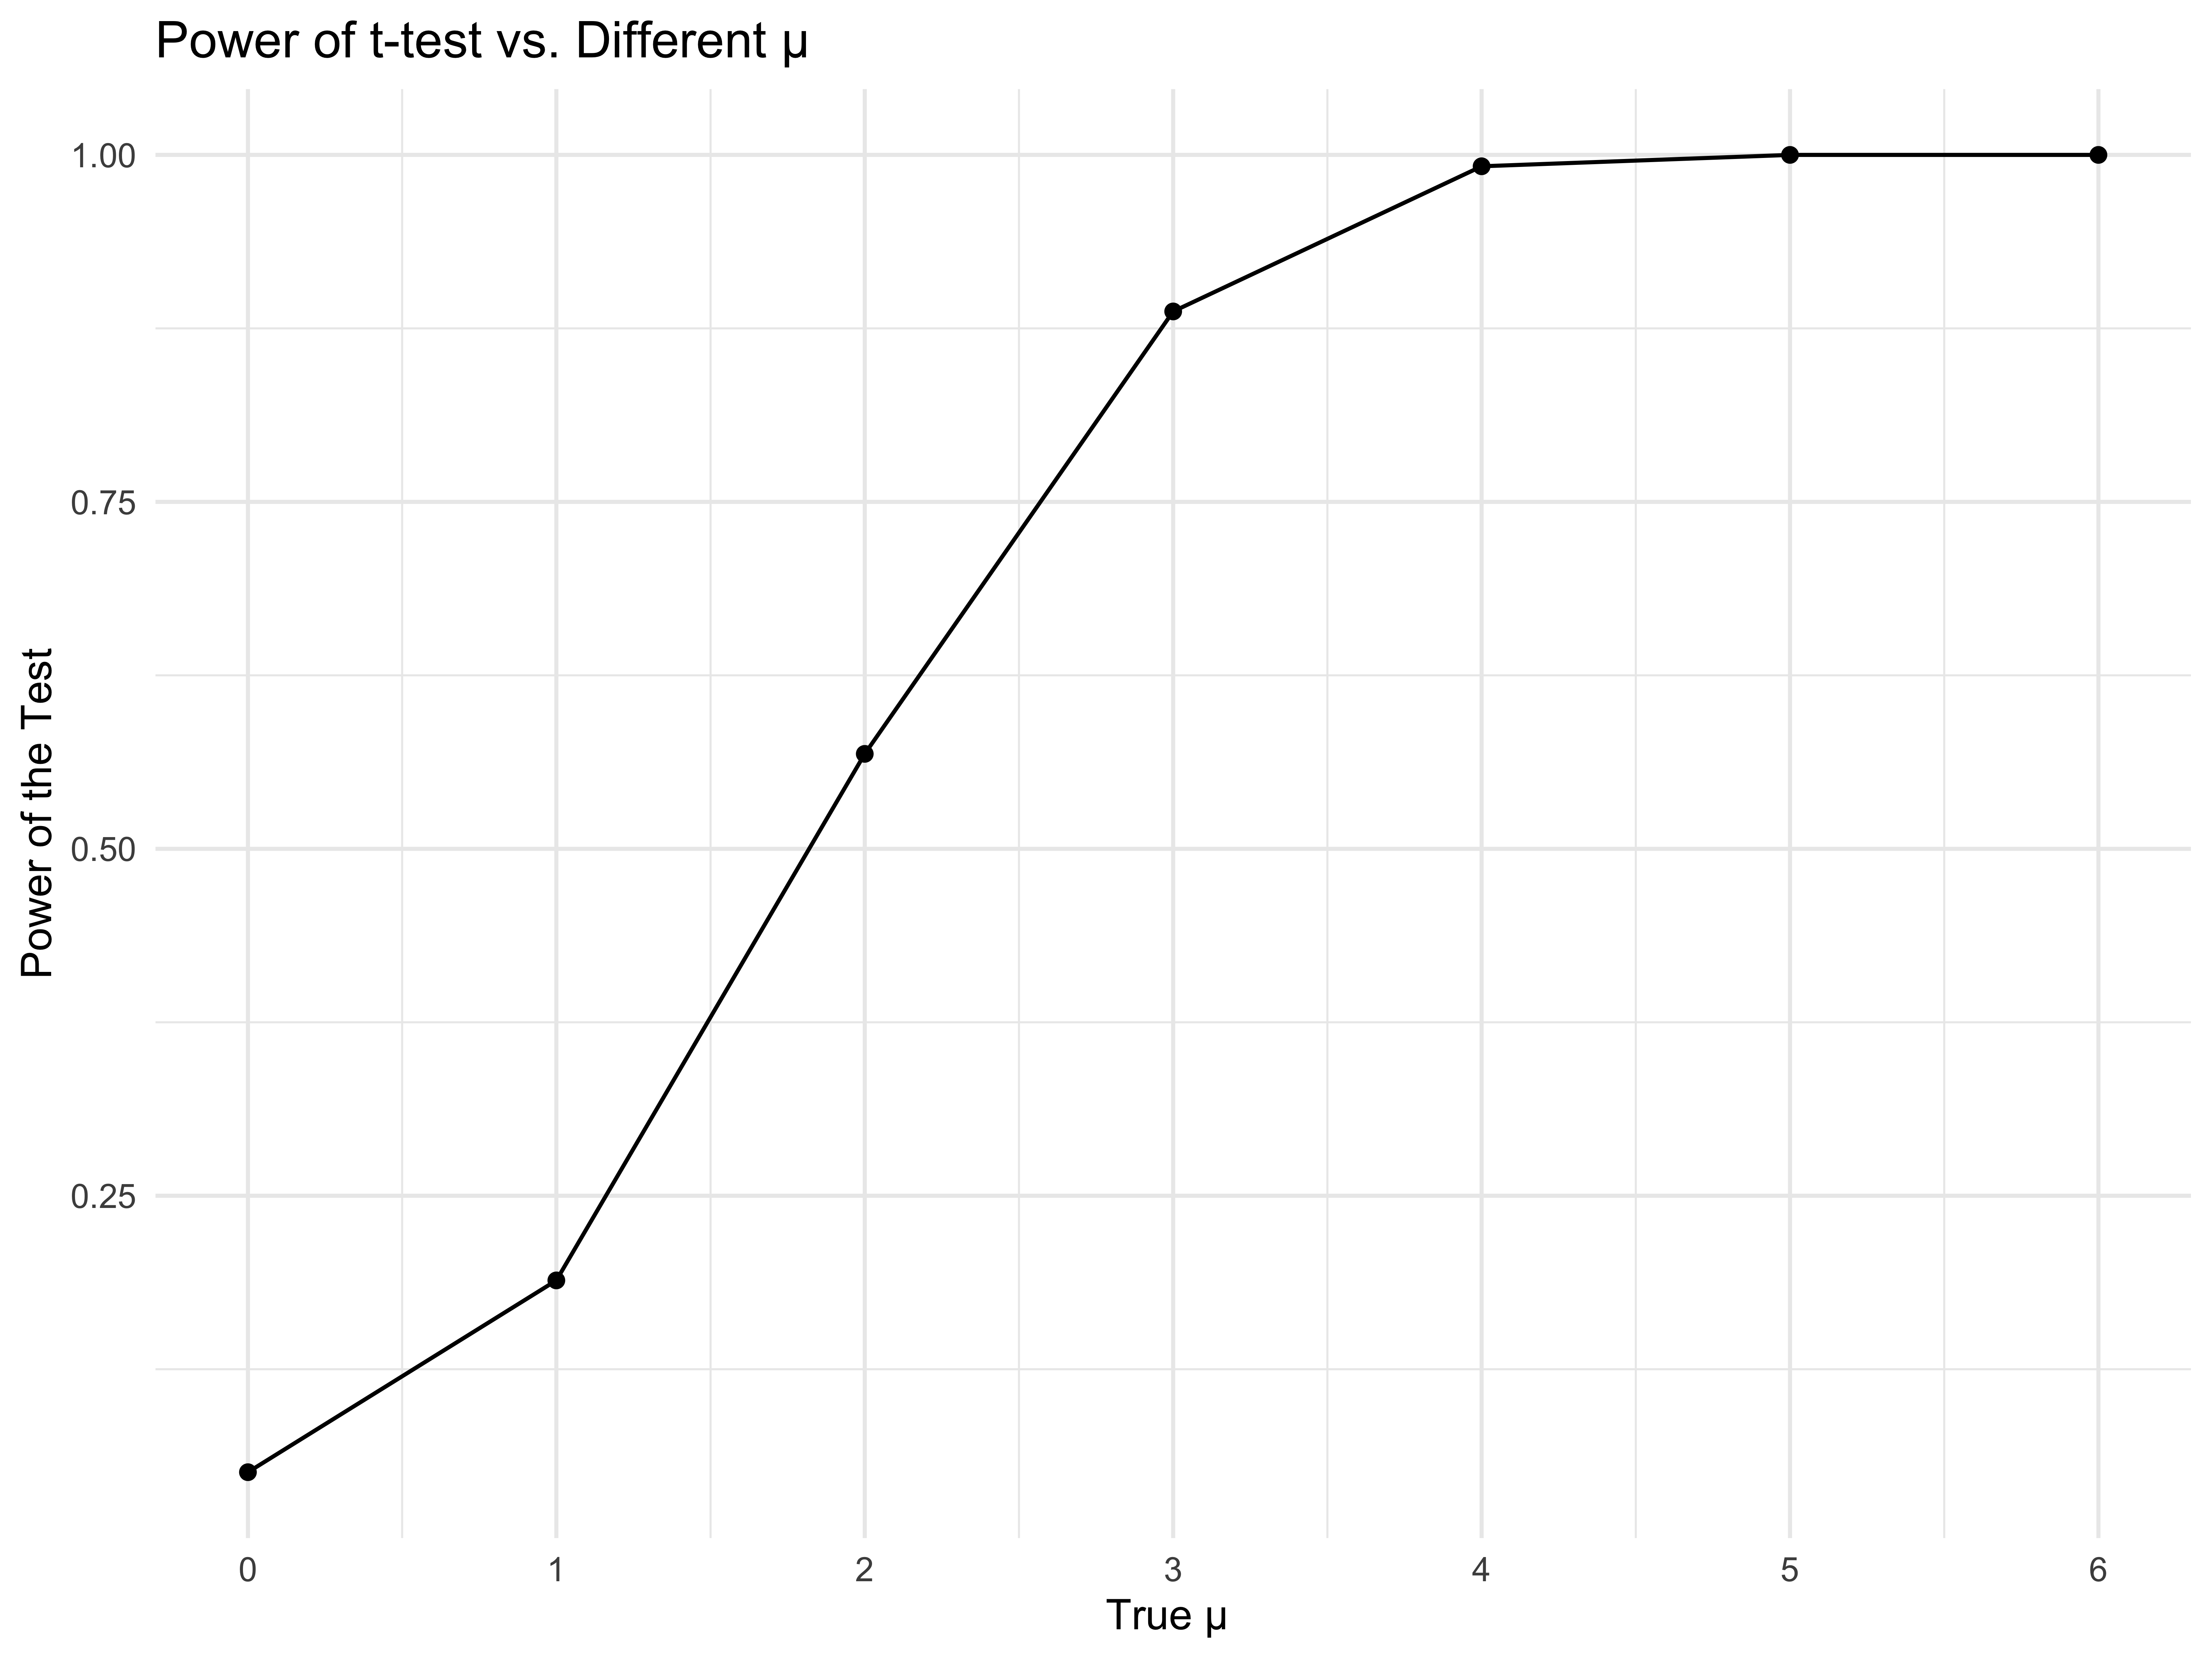 Power of t-test vs. Different μ
1.00
0.75
0.50
0.25
Power of the Test
0 1 2 3 4 5 6
True μ